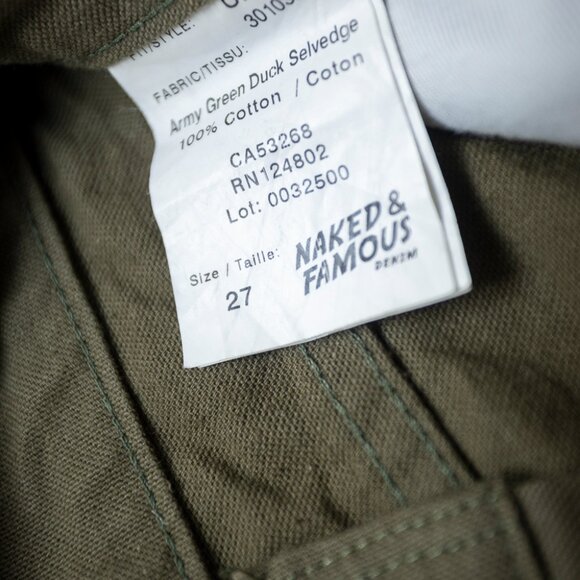 FIT/STYLE:
FABRIC/TISSU:
Army Green Duck Selvedge
100% Cotton / Coton
CA53268
RN124802
Lot: 0032500
Size / Taille:
27
NAKED &
FAMOUS
DENIM